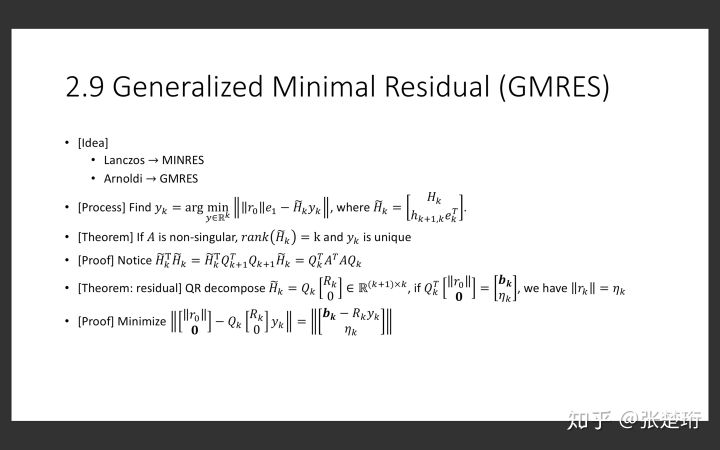 2.9 Generalized Minimal Residual (GMRES)
• [Idea]
• Lanczos → MINRES
• Arnoldi → GMRES
• [Process] Find $y_k = \arg\min_{y \in \mathbb{R}^k} \left\| \|r_0\| e_1 - \widetilde{H}_k y_k \right\|$, where $\widetilde{H}_k = \begin{bmatrix} H_k \\ h_{k+1,k} e_k^T \end{bmatrix}$.
• [Theorem] If $A$ is non-singular, $rank(\widetilde{H}_k) = \mathrm{k}$ and $y_k$ is unique
• [Proof] Notice $\widetilde{H}_k^{\mathrm{T}} \widetilde{H}_k = \widetilde{H}_k^{\mathrm{T}} Q_{k+1}^T Q_{k+1} \widetilde{H}_k = Q_k^T A^T A Q_k$
• [Theorem: residual] QR decompose $\widetilde{H}_k = Q_k \begin{bmatrix} R_k \\ 0 \end{bmatrix} \in \mathbb{R}^{(k+1) \times k}$, if $Q_k^T \begin{bmatrix} \|r_0\| \\ \mathbf{0} \end{bmatrix} = \begin{bmatrix} \boldsymbol{b_k} \\ \eta_k \end{bmatrix}$, we have $\|r_k\| = \eta_k$
• [Proof] Minimize $\left\| \begin{bmatrix} \|r_0\| \\ \mathbf{0} \end{bmatrix} - Q_k \begin{bmatrix} R_k \\ 0 \end{bmatrix} y_k \right\| = \left\| \begin{bmatrix} \boldsymbol{b_k} - R_k y_k \\ \eta_k \end{bmatrix} \right\|$
知乎 @张楚珩